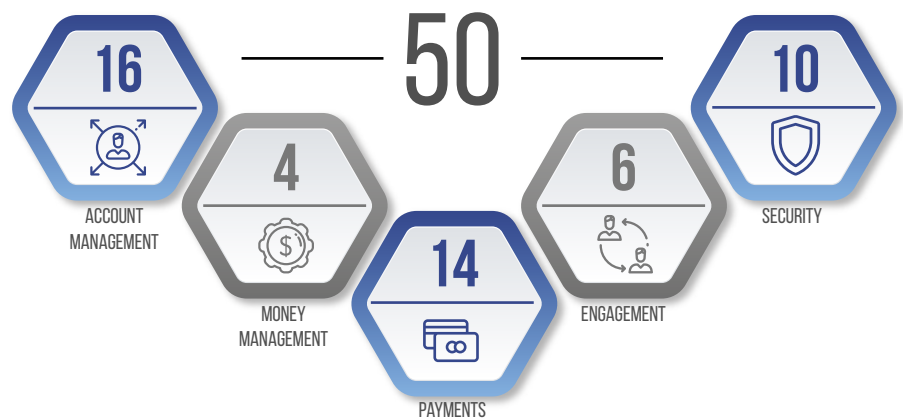 50
16
ACCOUNT
MANAGEMENT
4
$
MONEY
MANAGEMENT
14
PAYMENTS
6
ENGAGEMENT
10
SECURITY